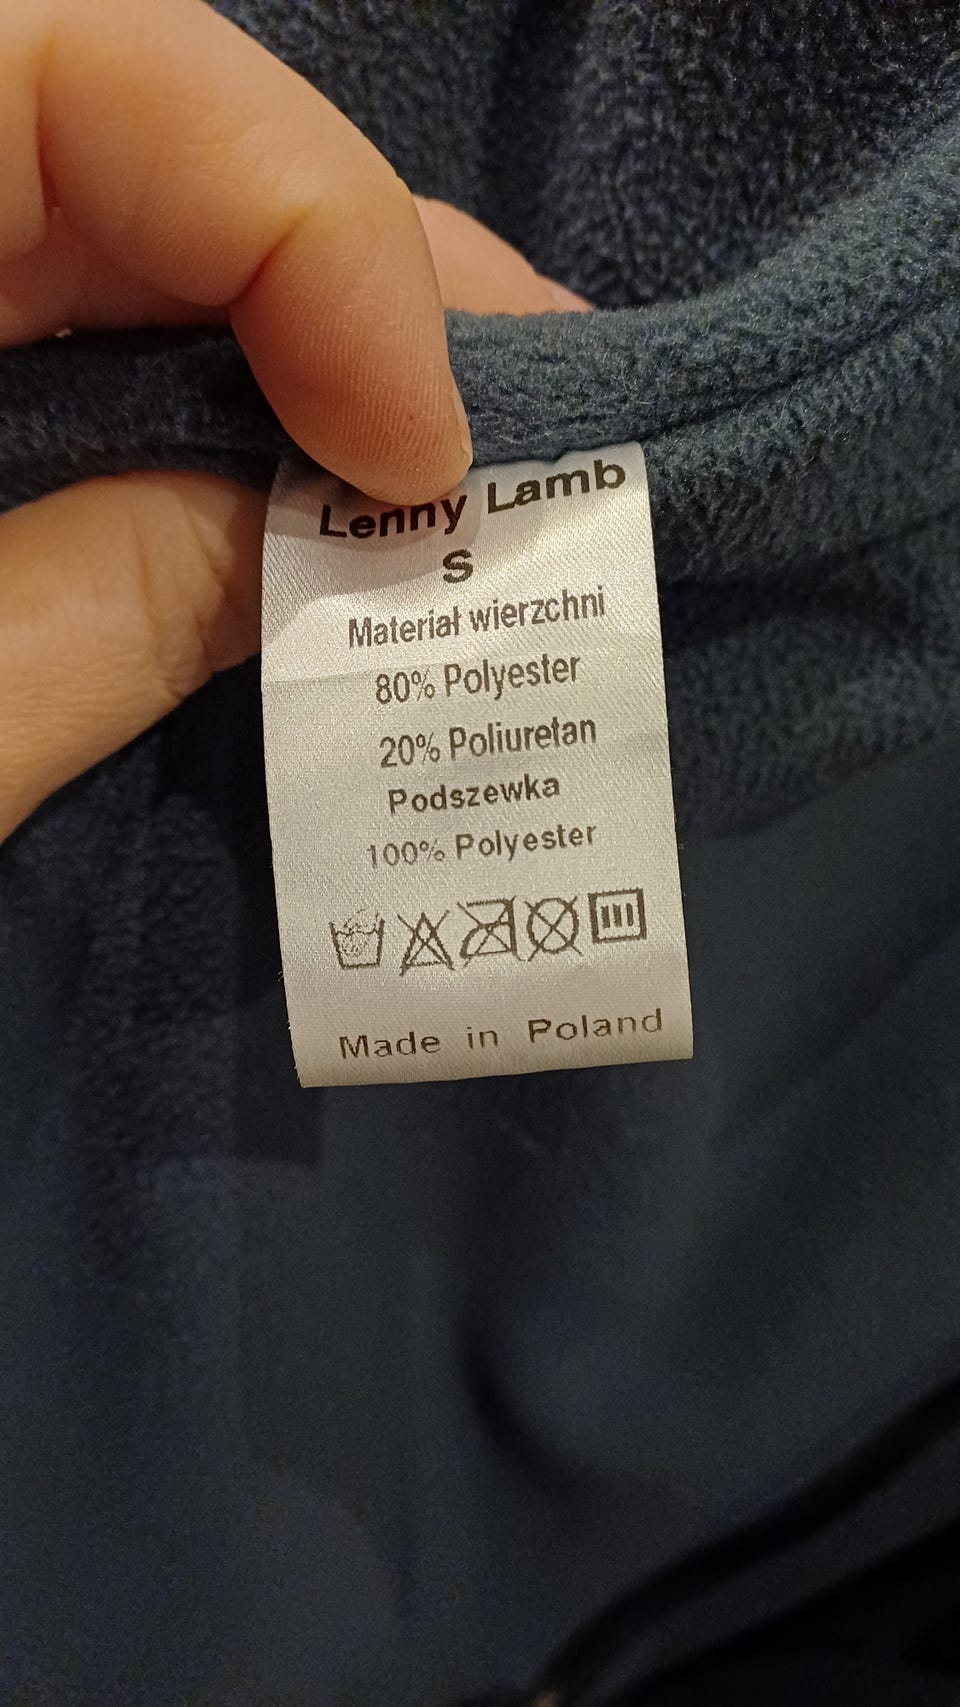 Lenny Lamb
S
Materiał wierzchni
80% Polyester
20% Poliuretan
Podszewka
100% Polyester
Made in Poland